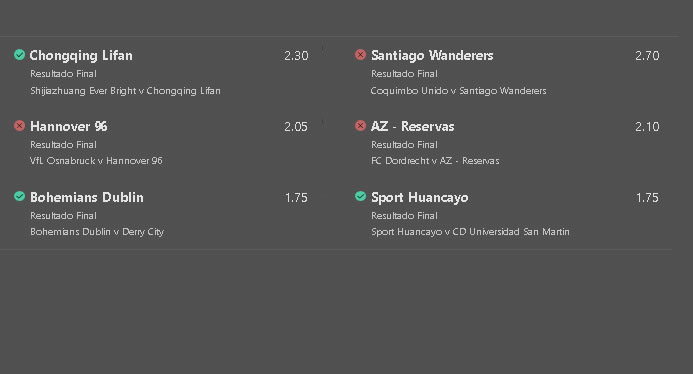 Chongqing Lifan 2.30
Resultado Final
Shijiazhuang Ever Bright v Chongqing Lifan
Santiago Wanderers 2.70
Resultado Final
Coquimbo Unido v Santiago Wanderers
Hannover 96 2.05
Resultado Final
VfL Osnabruck v Hannover 96
AZ - Reservas 2.10
Resultado Final
FC Dordrecht v AZ - Reservas
Bohemians Dublin 1.75
Resultado Final
Bohemians Dublin v Derry City
Sport Huancayo 1.75
Resultado Final
Sport Huancayo v CD Universidad San Martin